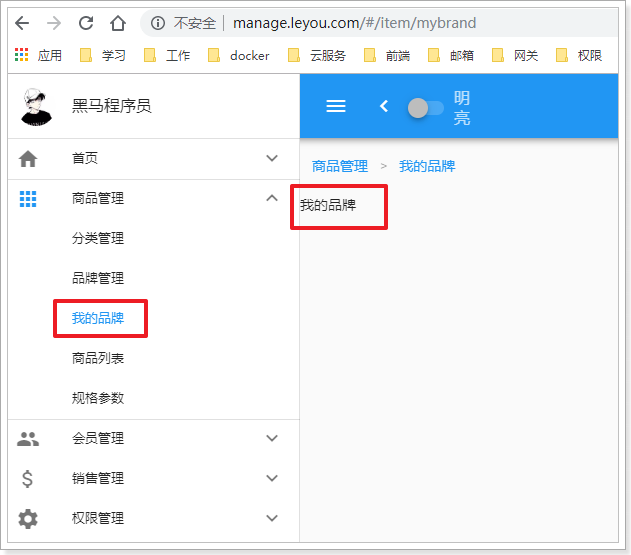 不安全 manage.leyou.com/#/item/mybrand
应用 学习 工作 docker 云服务 前端 邮箱 网关 权限
黑马程序员
明
亮
首页
商品管理 > 我的品牌
商品管理
我的品牌
分类管理
品牌管理
我的品牌
商品列表
规格参数
会员管理
销售管理
权限管理